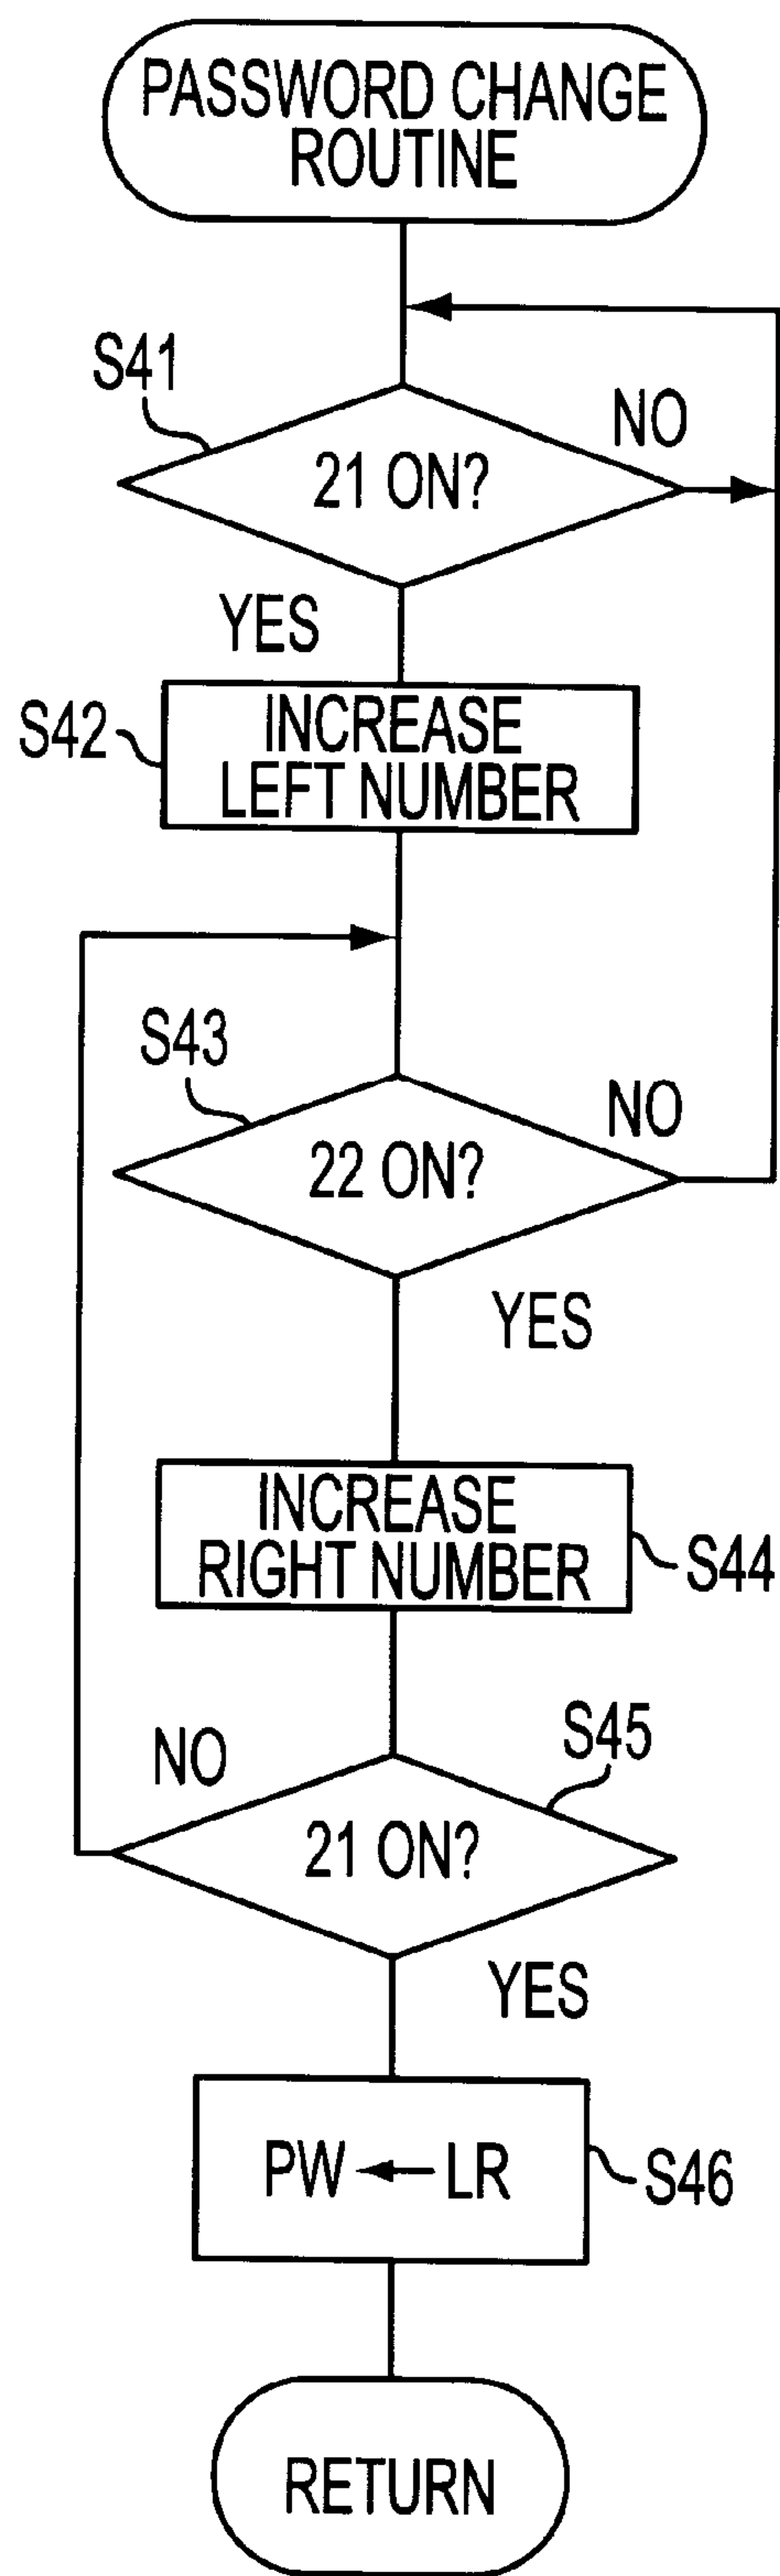 PASSWORD CHANGE
ROUTINE
S41
21 ON?
NO
YES
S42
INCREASE
LEFT NUMBER
S43
22 ON?
NO
YES
INCREASE
RIGHT NUMBER
S44
NO
S45
21 ON?
YES
PW ← LR
S46
RETURN